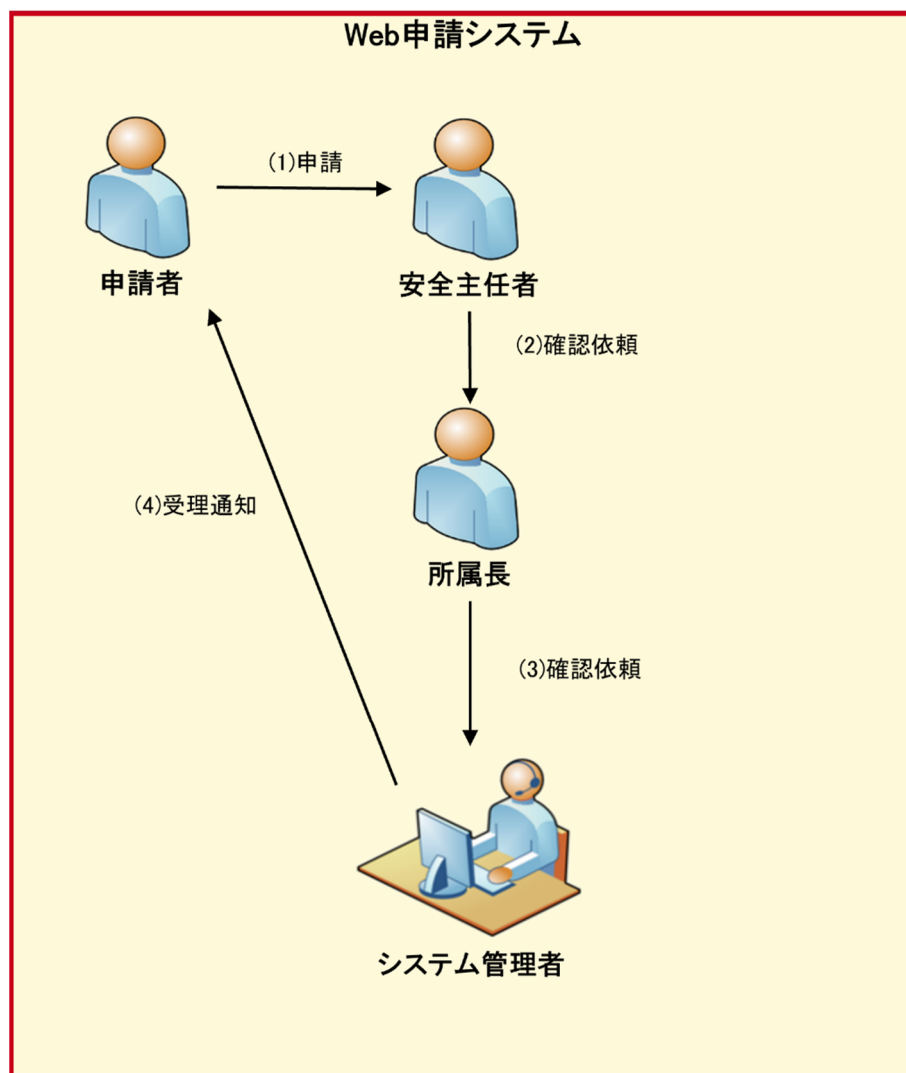 Web申請システム
(1)申請
申請者
安全主任者
(2)確認依頼
(4)受理通知
所属長
(3)確認依頼
システム管理者